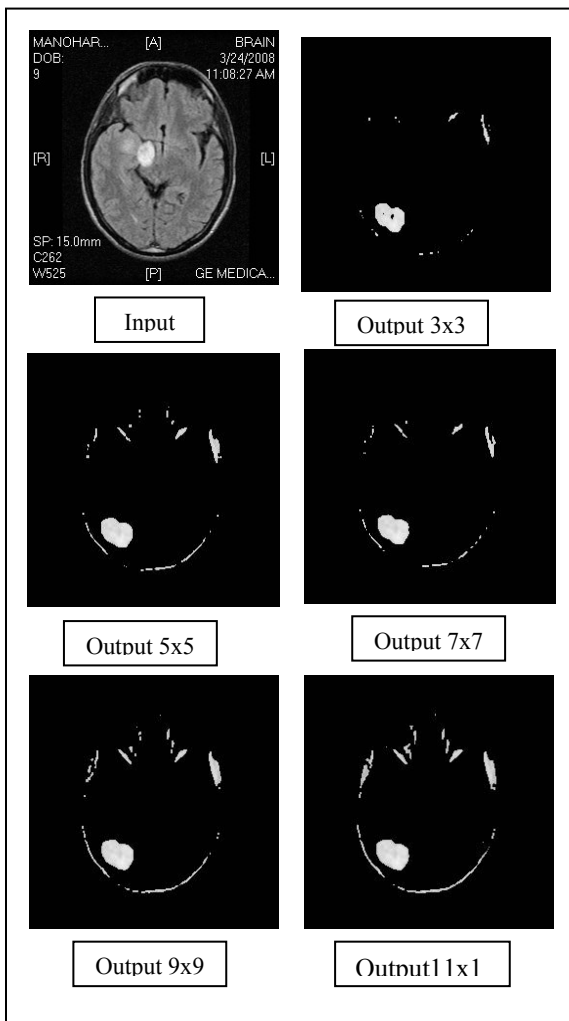 MANOHAR... [A] BRAIN
DOB: 3/24/2008
9 11:08:27 AM
[R] [L]
SP: 15.0mm
C262
W525 [P] GE MEDICA...
Input
Output 3x3
Output 5x5
Output 7x7
Output 9x9
Output11x1